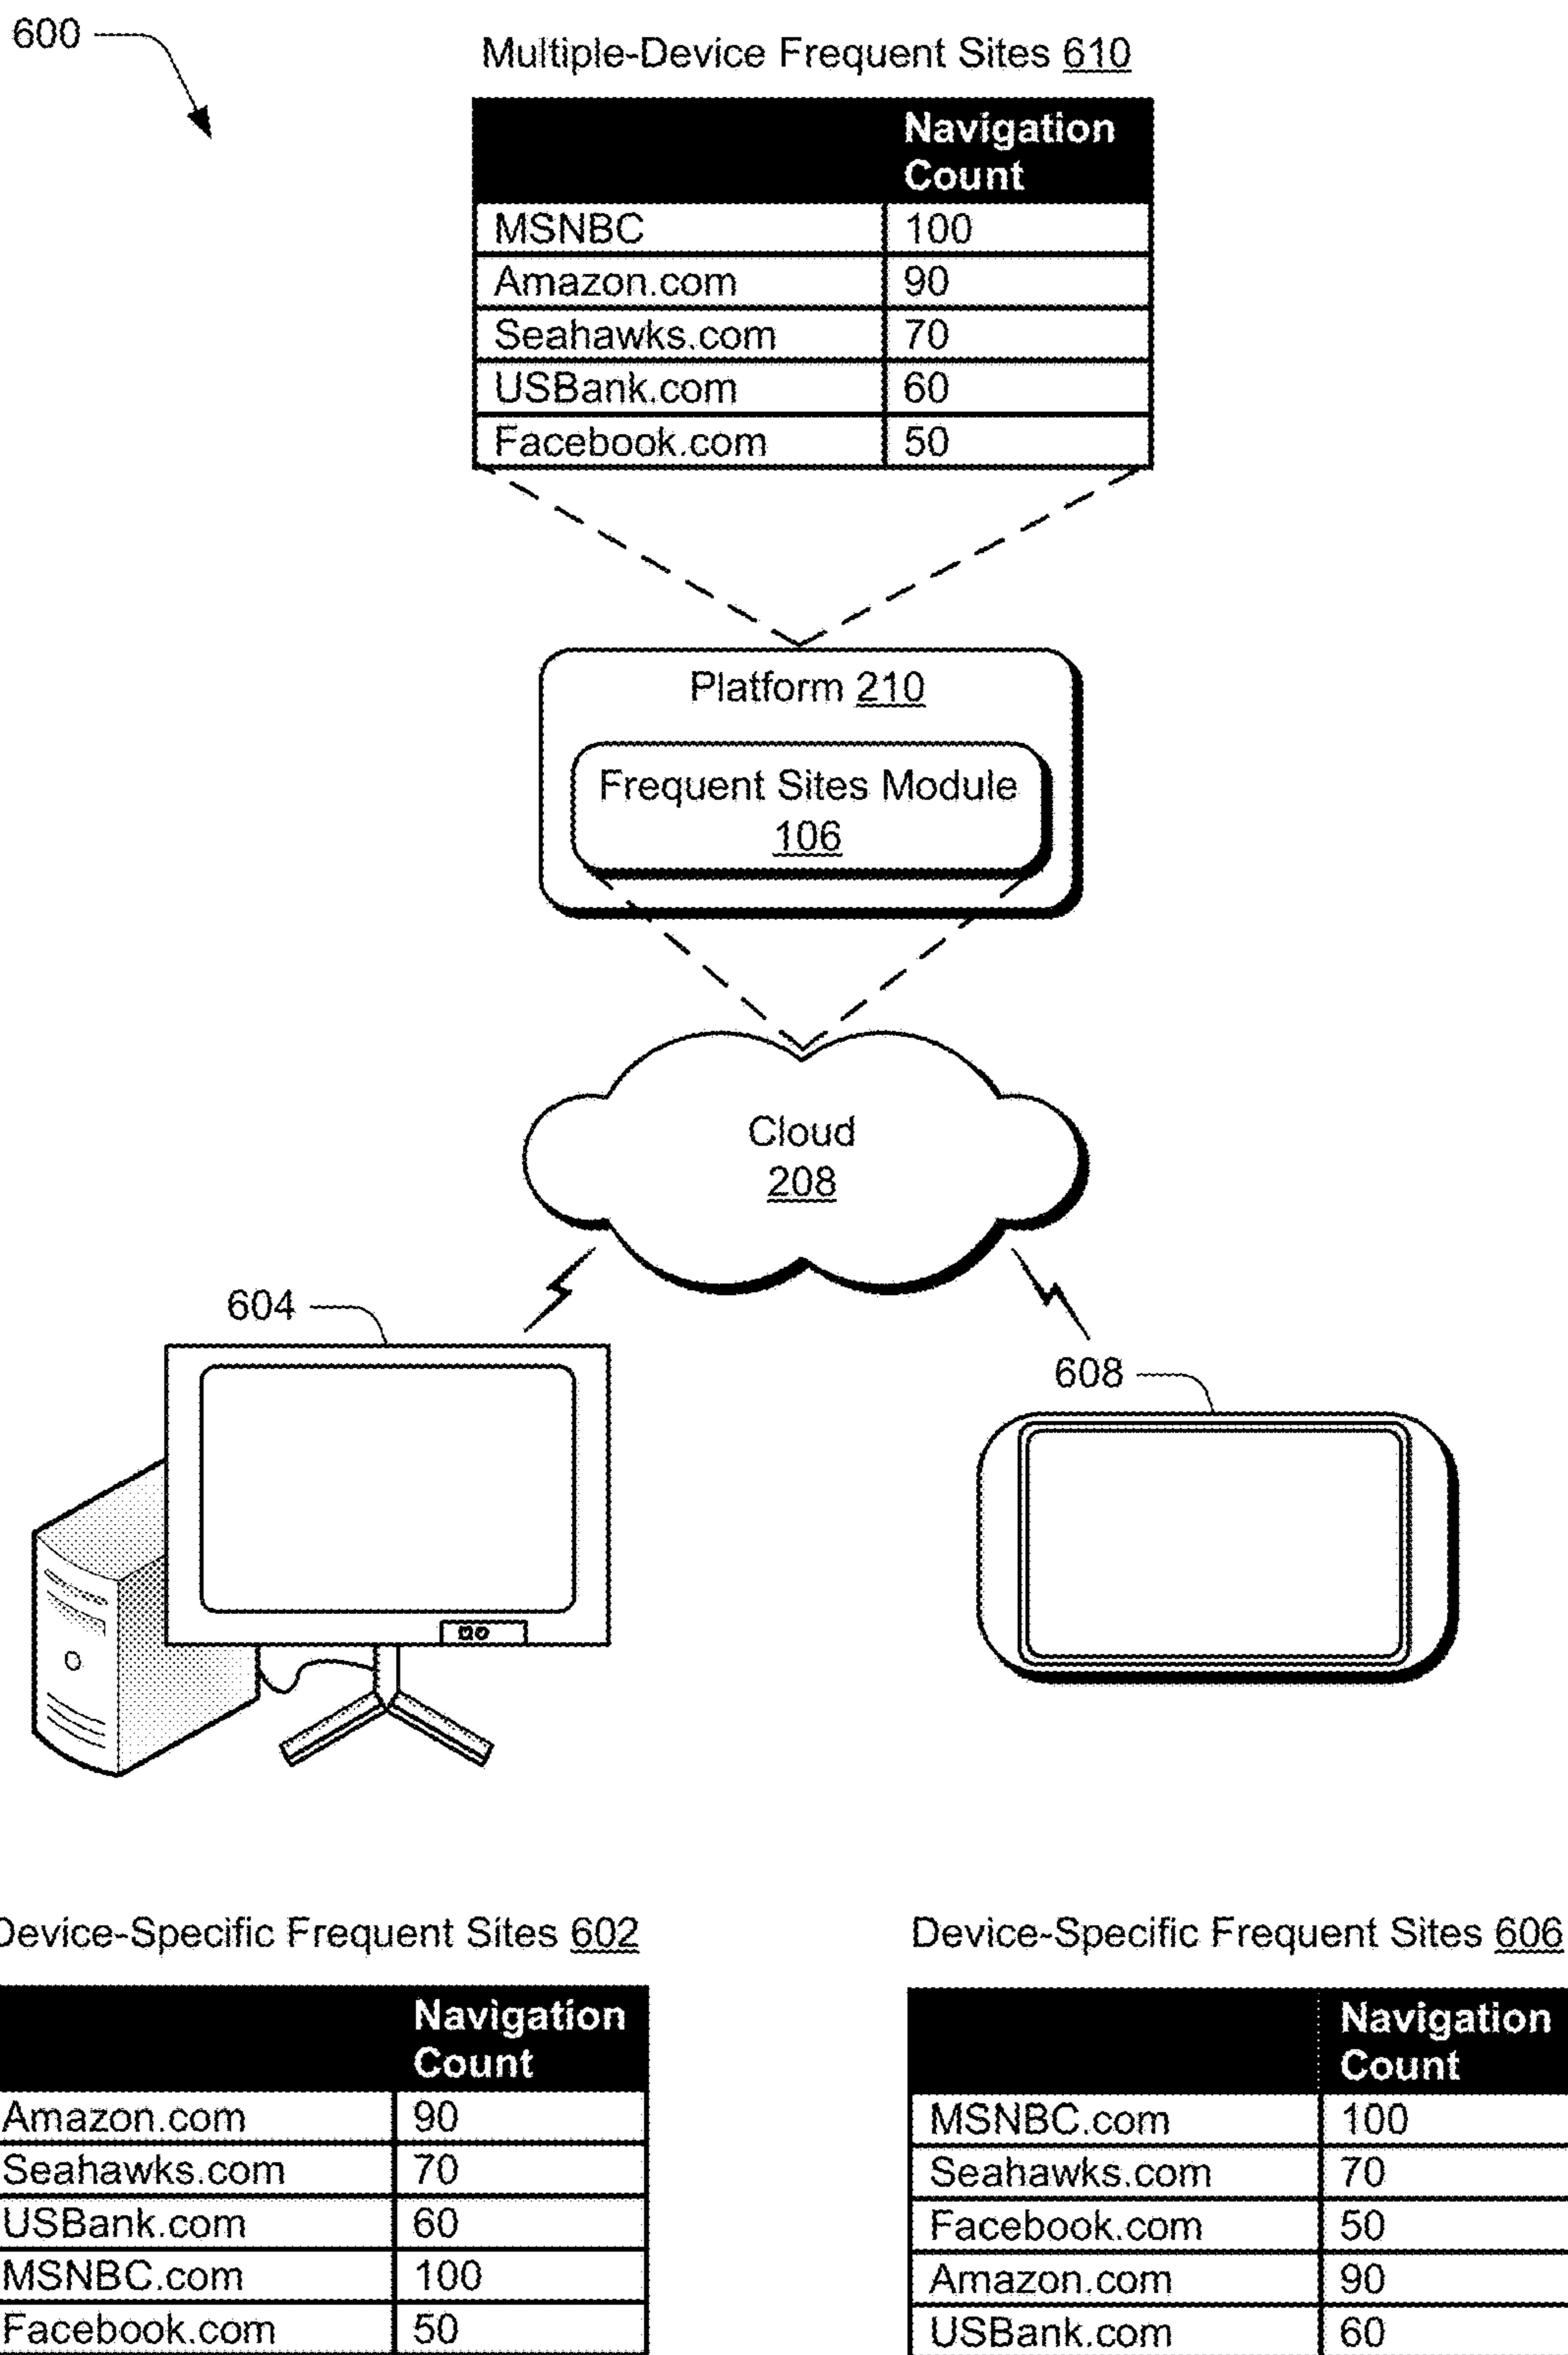 600
Multiple-Device Frequent Sites 610
Navigation
Count
MSNBC 100
Amazon.com 90
Seahawks.com 70
USBank.com 60
Facebook.com 50
Platform 210
Frequent Sites Module
106
Cloud
208
604
608
Device-Specific Frequent Sites 602
Navigation
Count
Amazon.com 90
Seahawks.com 70
USBank.com 60
MSNBC.com 100
Facebook.com 50
Device-Specific Frequent Sites 606
Navigation
Count
MSNBC.com 100
Seahawks.com 70
Facebook.com 50
Amazon.com 90
USBank.com 60